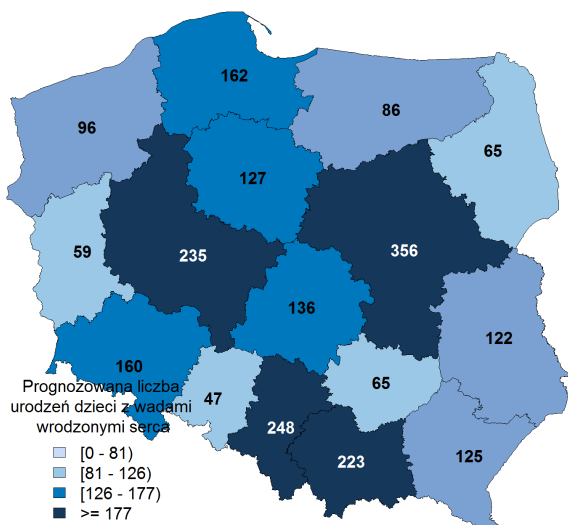 162
86
96
65
127
59
235
356
136
122
160
47
65
248
223
125
Prognozowana liczba
urodzeń dzieci z wadami
wrodzonymi serca
[0 - 81)
[81 - 126)
[126 - 177)
>= 177